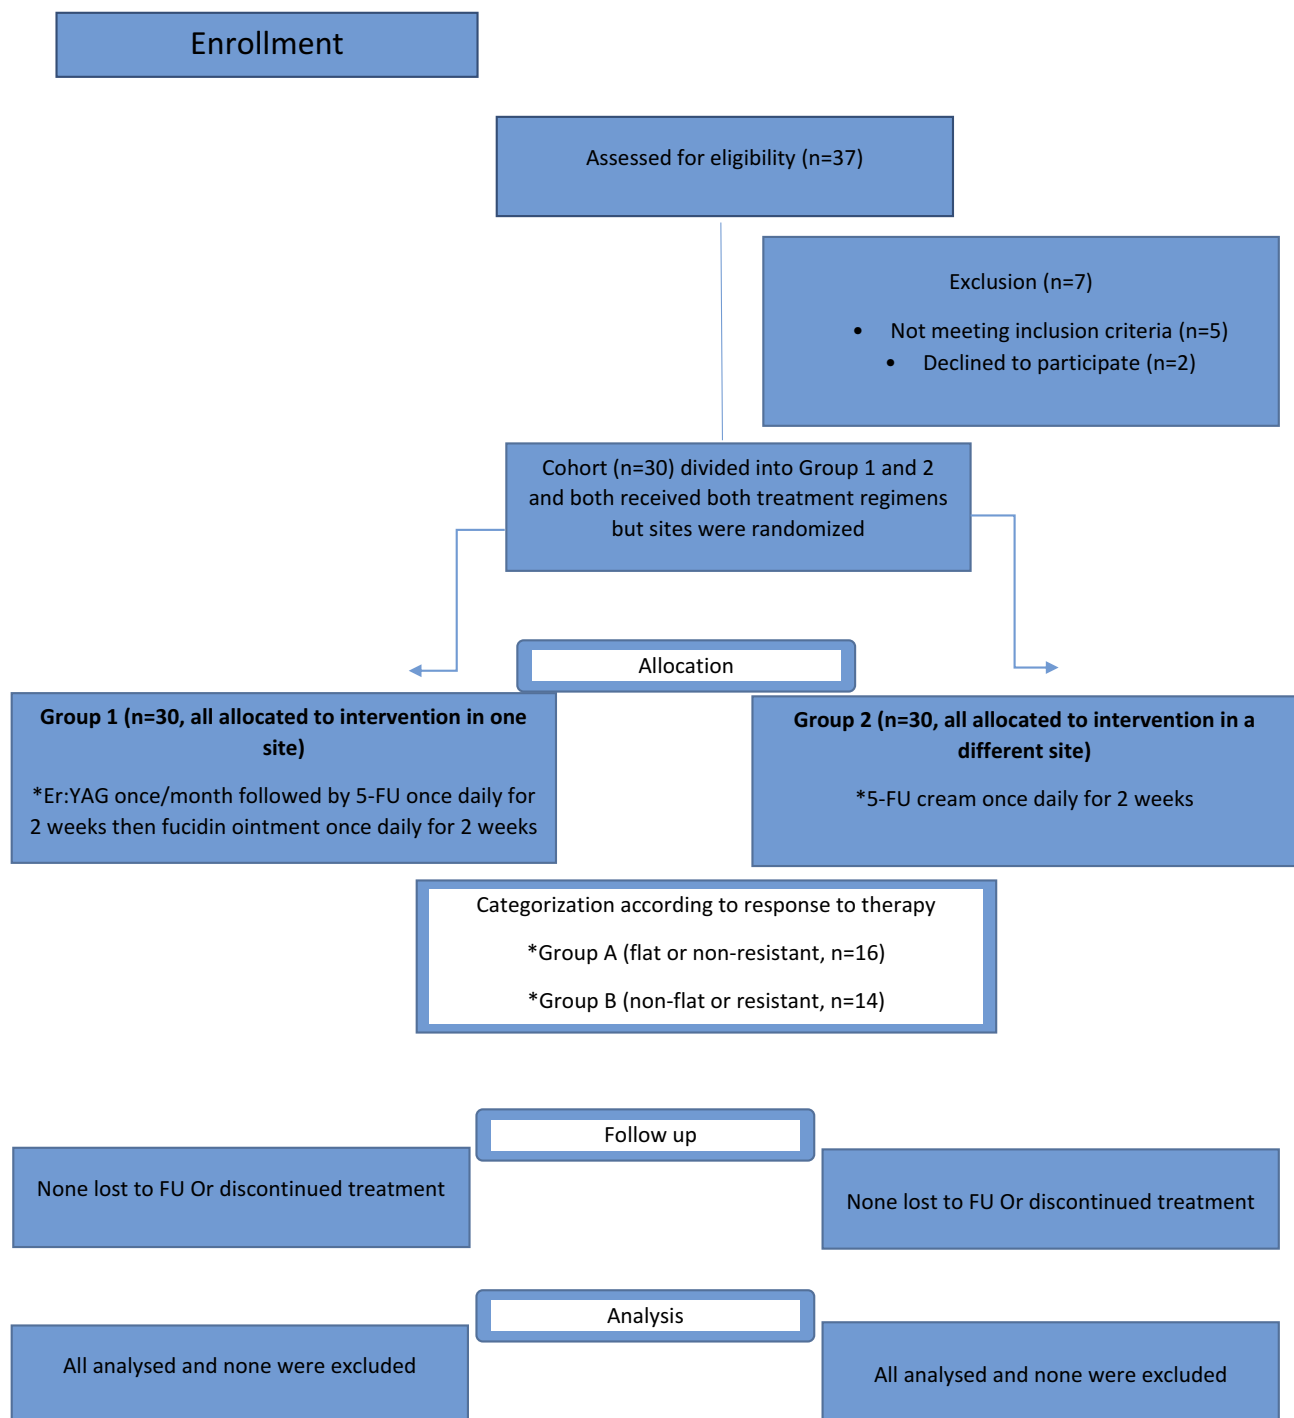 Enrollment
Assessed for eligibility (n=37)
Exclusion (n=7)
• Not meeting inclusion criteria (n=5)
• Declined to participate (n=2)
Cohort (n=30) divided into Group 1 and 2
and both received both treatment regimens
but sites were randomized
Allocation
Group 1 (n=30, all allocated to intervention in one
site)
*Er:YAG once/month followed by 5-FU once daily for
2 weeks then fucidin ointment once daily for 2 weeks
Group 2 (n=30, all allocated to intervention in a
different site)
*5-FU cream once daily for 2 weeks
Categorization according to response to therapy
*Group A (flat or non-resistant, n=16)
*Group B (non-flat or resistant, n=14)
Follow up
None lost to FU Or discontinued treatment
None lost to FU Or discontinued treatment
Analysis
All analysed and none were excluded
All analysed and none were excluded